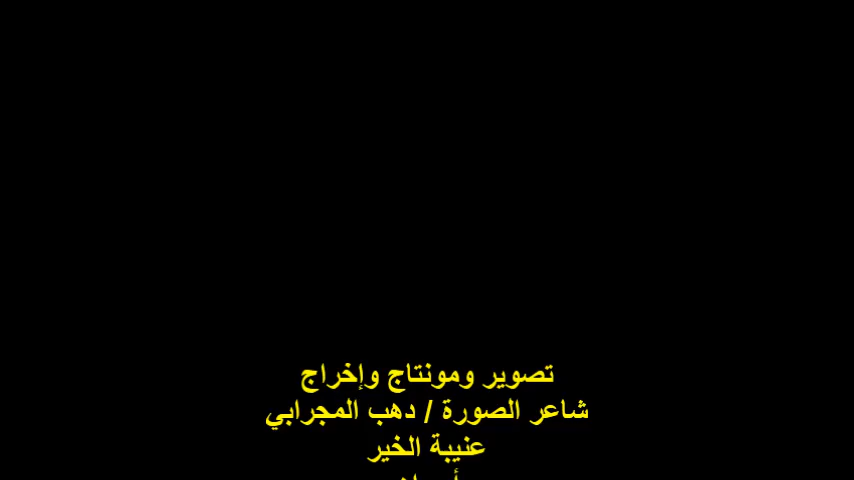 تصوير ومونتاج وإخراج
شاعر الصورة / دهب المجرابي
عنيبة الخير